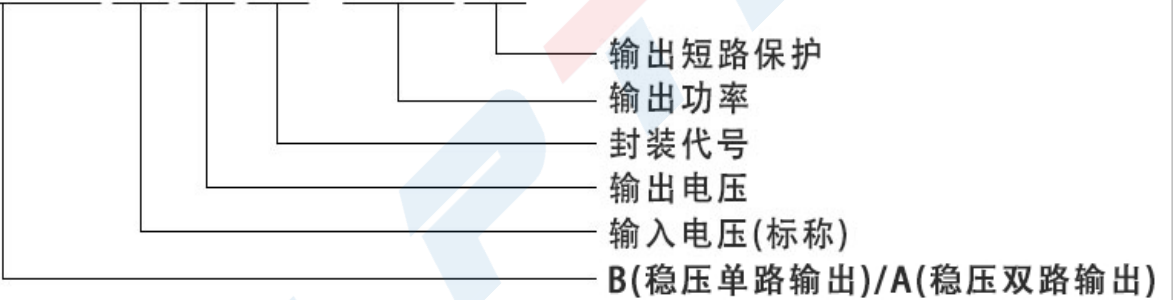 输出短路保护
输出功率
封装代号
输出电压
输入电压(标称)
B(稳压单路输出)/A(稳压双路输出)